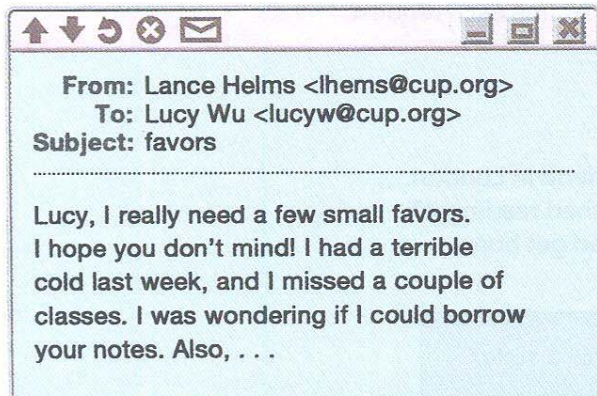 From: Lance Helms <lhems@cup.org>
To: Lucy Wu <lucyw@cup.org>
Subject: favors
Lucy, I really need a few small favors.
I hope you don't mind! I had a terrible
cold last week, and I missed a couple of
classes. I was wondering if I could borrow
your notes. Also, . . .